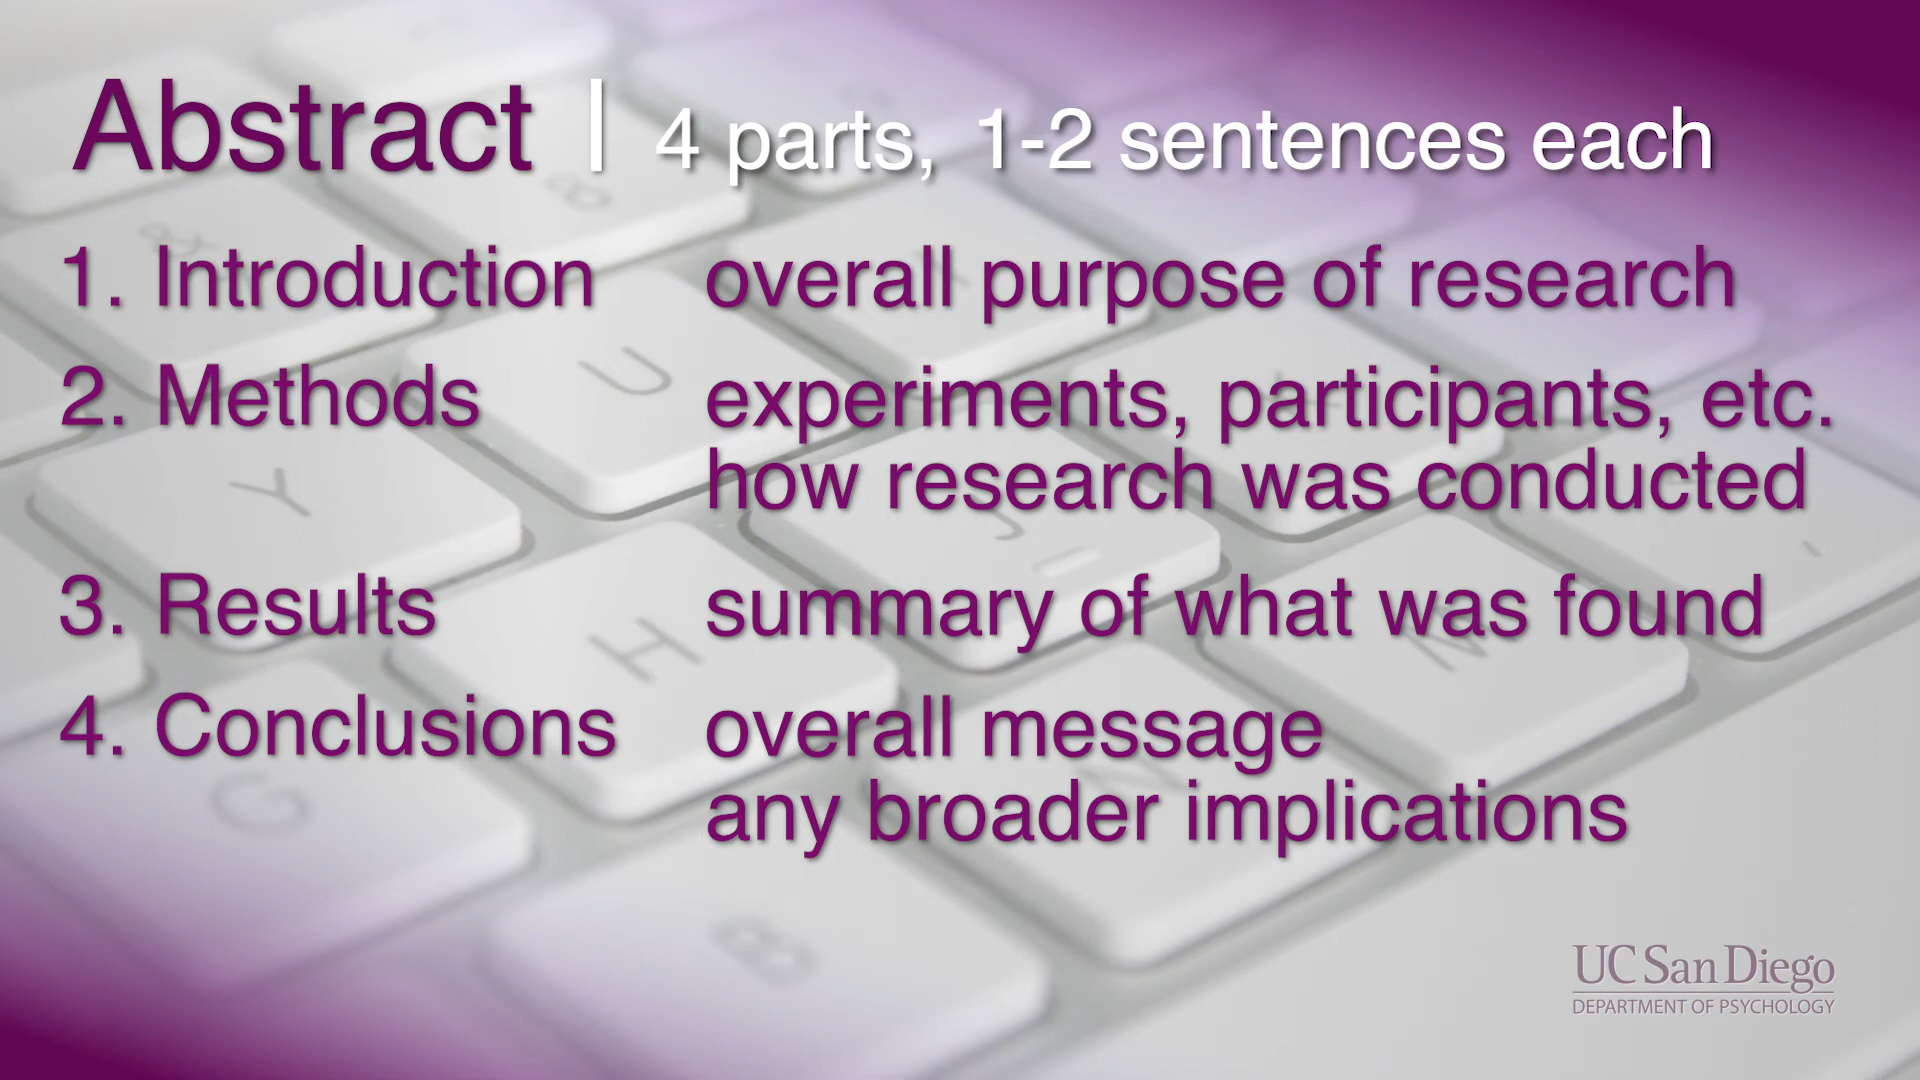 Abstract | 4 parts, 1-2 sentences each
1. Introduction overall purpose of research
2. Methods experiments, participants, etc.
how research was conducted
3. Results summary of what was found
4. Conclusions overall message
any broader implications
UC San Diego
DEPARTMENT OF PSYCHOLOGY